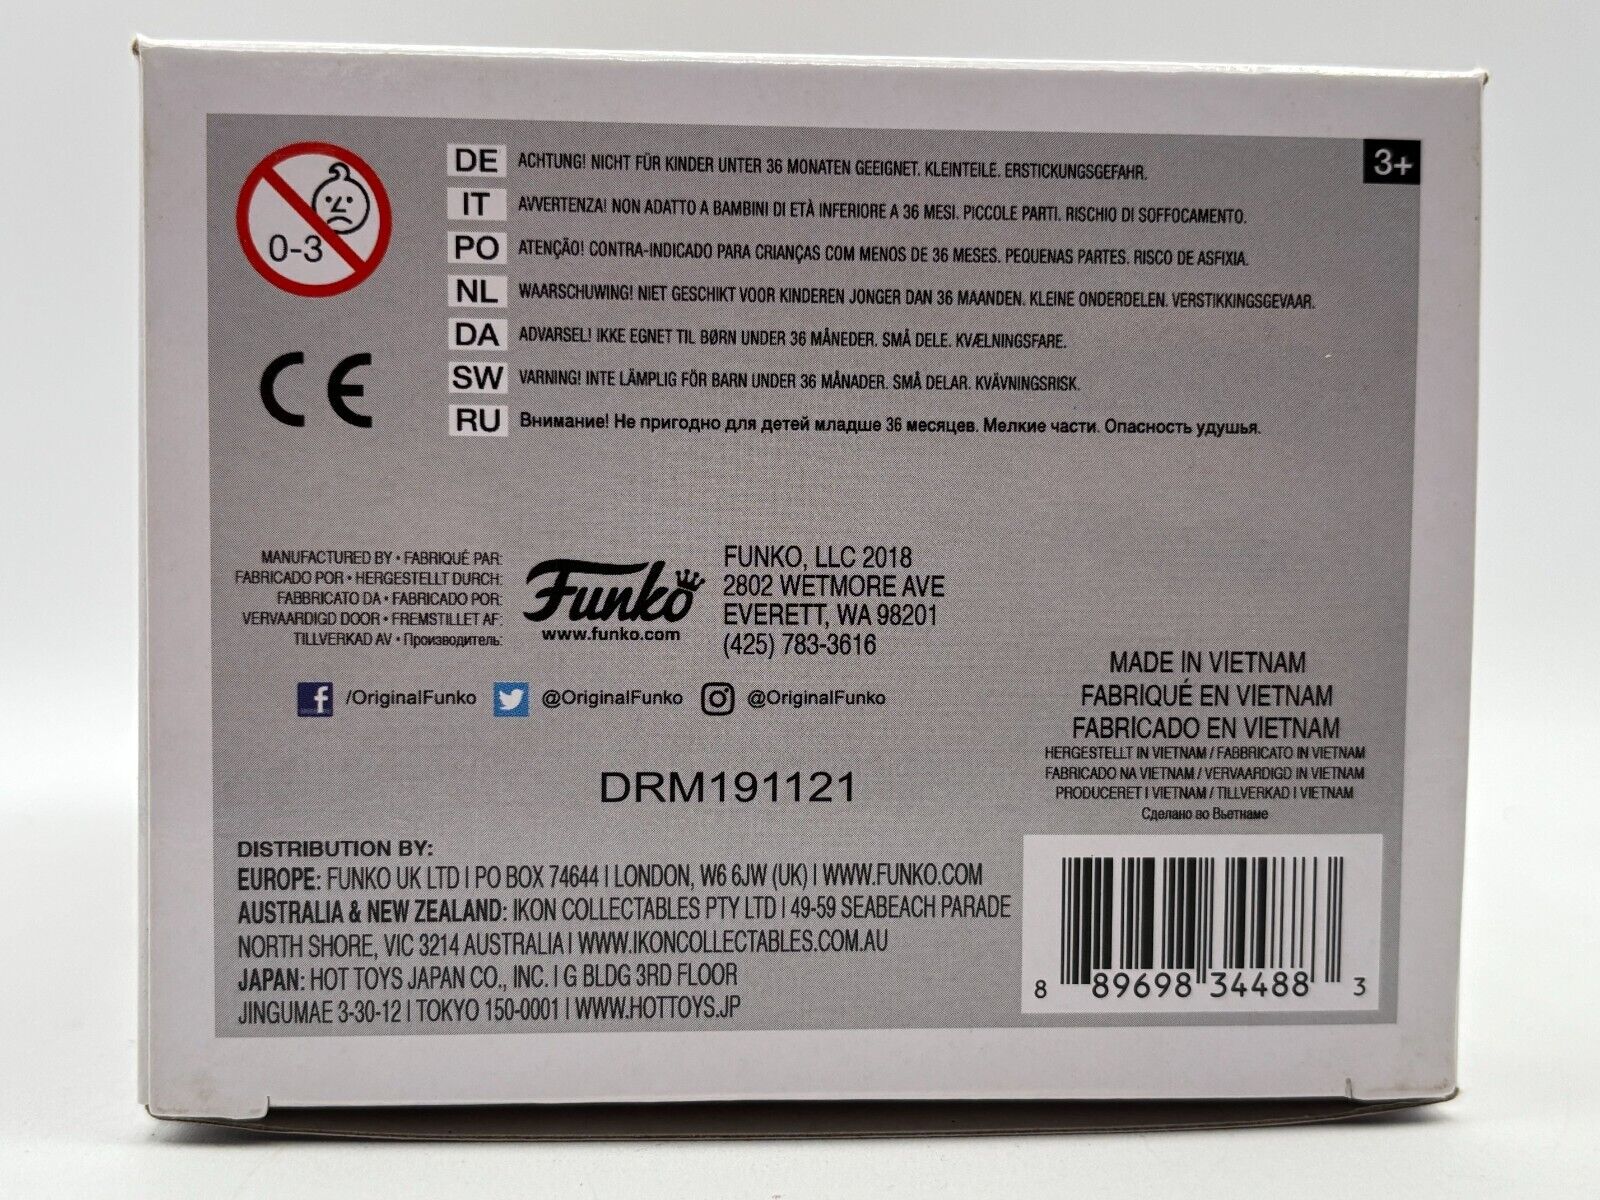 0-3
3+
DE ACHTUNG! NICHT FÜR KINDER UNTER 36 MONATEN GEEIGNET. KLEINTEILE. ERSTICKUNGSGEFAHR.
IT AVVERTENZA! NON ADATTO A BAMBINI DI ETÀ INFERIORE A 36 MESI. PICCOLE PARTI. RISCHIO DI SOFFOCAMENTO.
PO ATENÇÃO! CONTRA-INDICADO PARA CRIANÇAS COM MENOS DE 36 MESES. PEQUENAS PARTES. RISCO DE ASFIXIA.
NL WAARSCHUWING! NIET GESCHIKT VOOR KINDEREN JONGER DAN 36 MAANDEN. KLEINE ONDERDELEN. VERSTIKKINGSGEVAAR.
DA ADVARSEL! IKKE EGNET TIL BØRN UNDER 36 MÅNEDER. SMÅ DELE. KVÆLNINGSFARE.
SW VARNING! INTE LÄMPLIG FÖR BARN UNDER 36 MÅNADER. SMÅ DELAR. KVÄVNINGSRISK.
RU Внимание! Не пригодно для детей младше 36 месяцев. Мелкие части. Опасность удушья.
CE
MANUFACTURED BY • FABRIQUÉ PAR:
FABRICADO POR • HERGESTELLT DURCH:
FABBRICATO DA • FABRICADO POR:
VERVAARDIGD DOOR • FREMSTILLET AF:
TILLVERKAD AV • Производитель:
Funko
www.funko.com
FUNKO, LLC 2018
2802 WETMORE AVE
EVERETT, WA 98201
(425) 783-3616
/OriginalFunko @OriginalFunko @OriginalFunko
MADE IN VIETNAM
FABRIQUÉ EN VIETNAM
FABRICADO EN VIETNAM
HERGESTELLT IN VIETNAM / FABBRICATO IN VIETNAM
FABRICADO NA VIETNAM / VERVAARDIGD IN VIETNAM
PRODUCERET I VIETNAM / TILLVERKAD I VIETNAM
Сделано во Вьетнаме
DRM191121
DISTRIBUTION BY:
EUROPE: FUNKO UK LTD I PO BOX 74644 I LONDON, W6 6JW (UK) I WWW.FUNKO.COM
AUSTRALIA & NEW ZEALAND: IKON COLLECTABLES PTY LTD I 49-59 SEABEACH PARADE
NORTH SHORE, VIC 3214 AUSTRALIA I WWW.IKONCOLLECTABLES.COM.AU
JAPAN: HOT TOYS JAPAN CO., INC. I G BLDG 3RD FLOOR
JINGUMAE 3-30-12 I TOKYO 150-0001 I WWW.HOTTOYS.JP
8 89698 34488 3